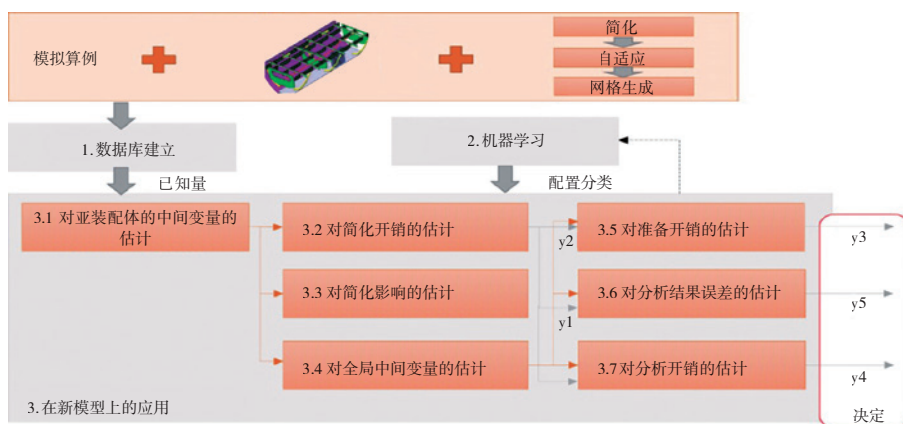 模拟算例
简化
自适应
网格生成
1.数据库建立
2.机器学习
已知量
配置分类
3.1 对亚装配体的中间变量的
估计
3.2 对简化开销的估计
3.5 对准备开销的估计
y2
y3
3.3 对简化影响的估计
3.6 对分析结果误差的估计
y1
y5
3.4 对全局中间变量的估计
3.7 对分析开销的估计
y4
3.在新模型上的应用
决定